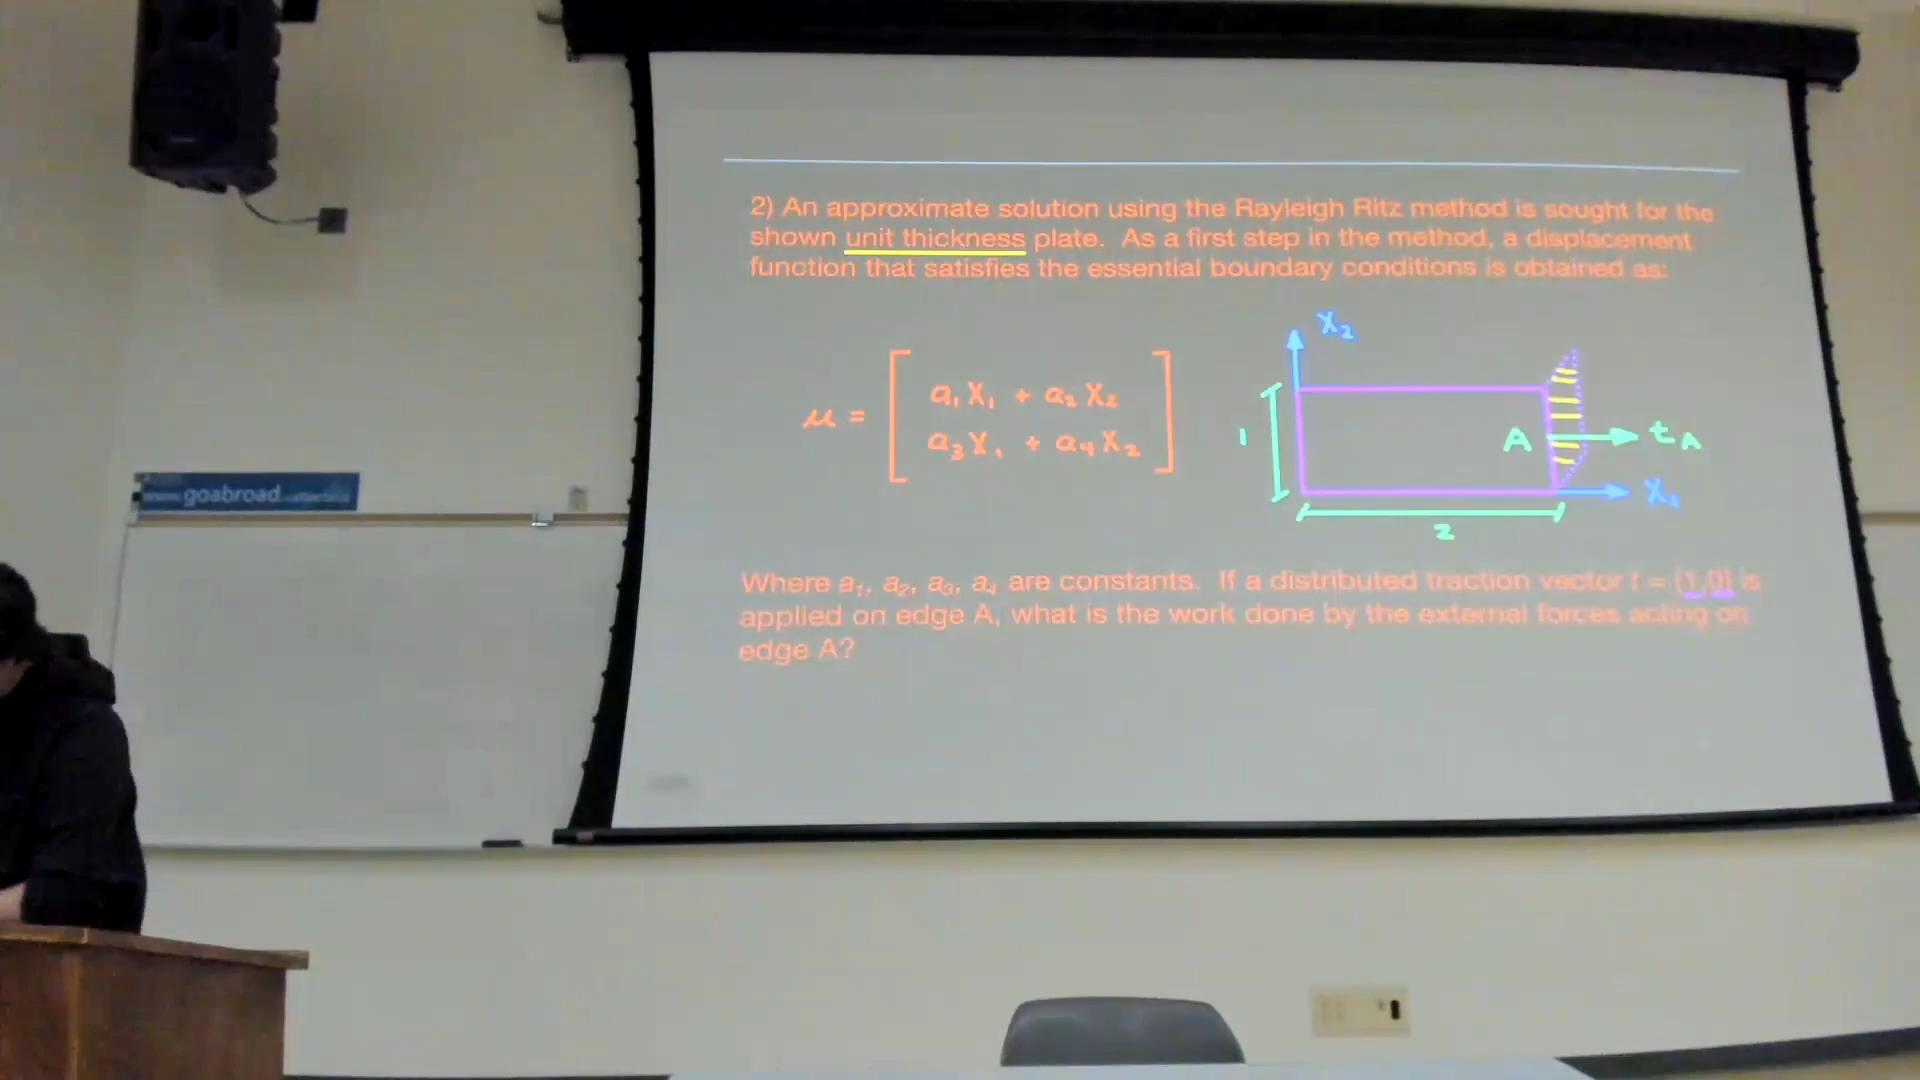 2) An approximate solution using the Rayleigh Ritz method is sought for the
shown unit thickness plate. As a first step in the method, a displacement
function that satisfies the essential boundary conditions is obtained as:
X₂
a₁X₁ + a₂X₂
u =
a₃X₁ + a₄X₂
1
A
t_A
X₁
2
www.goabroad
Where a₁, a₂, a₃, a₄ are constants. If a distributed traction vector t = {1,0} is
applied on edge A, what is the work done by the external forces acting on
edge A?